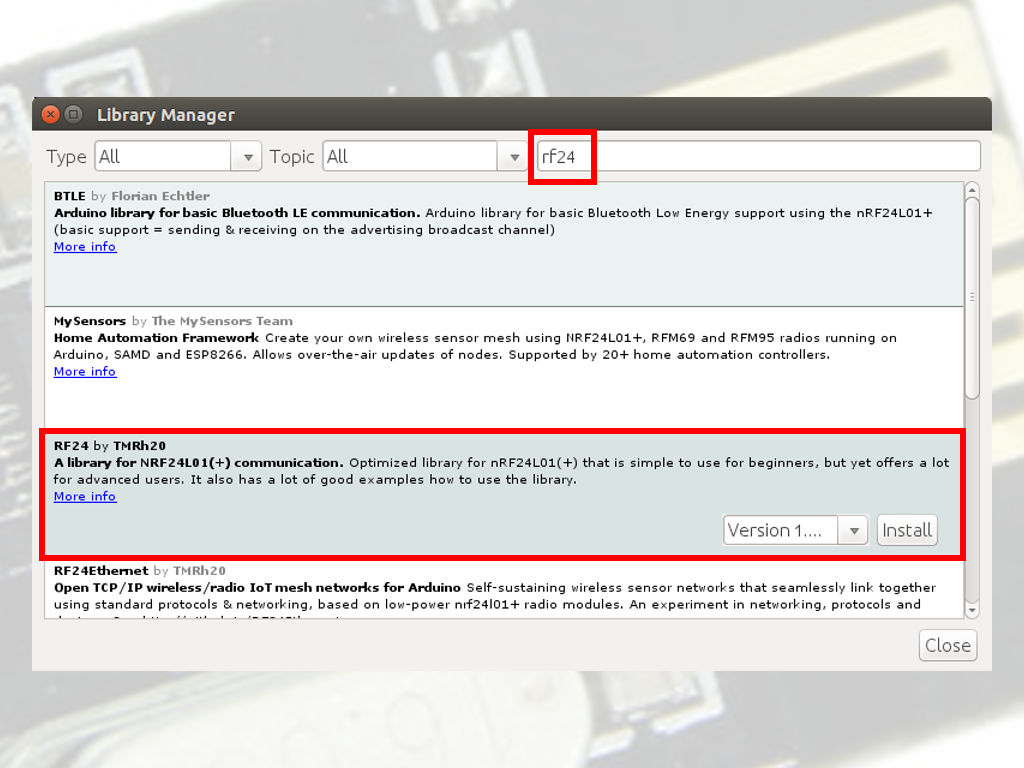 Library Manager
Type All Topic All rf24
BTLE by Florian Echtler
Arduino library for basic Bluetooth LE communication. Arduino library for basic Bluetooth Low Energy support using the nRF24L01+
(basic support = sending & receiving on the advertising broadcast channel)
More info
MySensors by The MySensors Team
Home Automation Framework Create your own wireless sensor mesh using NRF24L01+, RFM69 and RFM95 radios running on
Arduino, SAMD and ESP8266. Allows over-the-air updates of nodes. Supported by 20+ home automation controllers.
More info
RF24 by TMRh20
A library for NRF24L01(+) communication. Optimized library for nRF24L01(+) that is simple to use for beginners, but yet offers a lot
for advanced users. It also has a lot of good examples how to use the library.
More info
Version 1.... Install
RF24Ethernet by TMRh20
Open TCP/IP wireless/radio IoT mesh networks for Arduino Self-sustaining wireless sensor networks that seamlessly link together
using standard protocols & networking, based on low-power nrf24l01+ radio modules. An experiment in networking, protocols and
Close